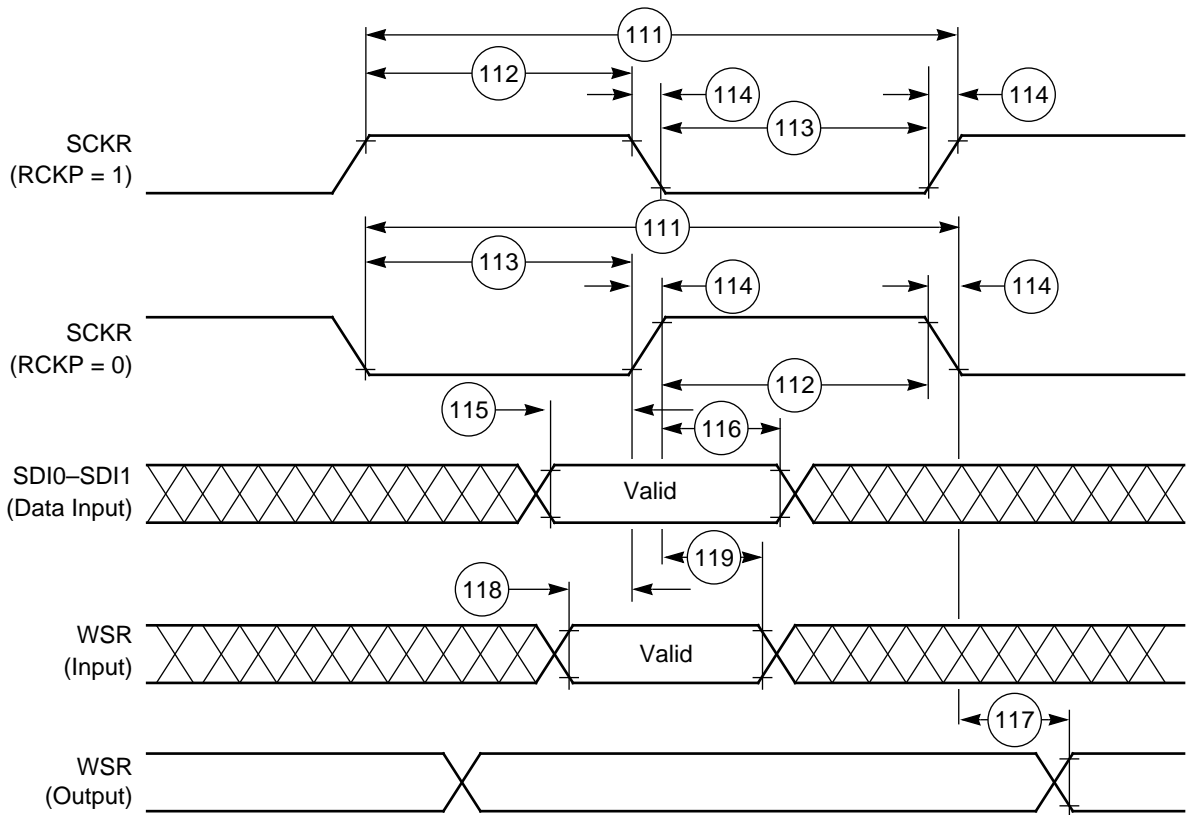 111
112
114
114
113
SCKR
(RCKP = 1)
111
113
114
114
SCKR
(RCKP = 0)
112
115
116
SDI0–SDI1
(Data Input)
Valid
119
118
WSR
(Input)
Valid
117
WSR
(Output)